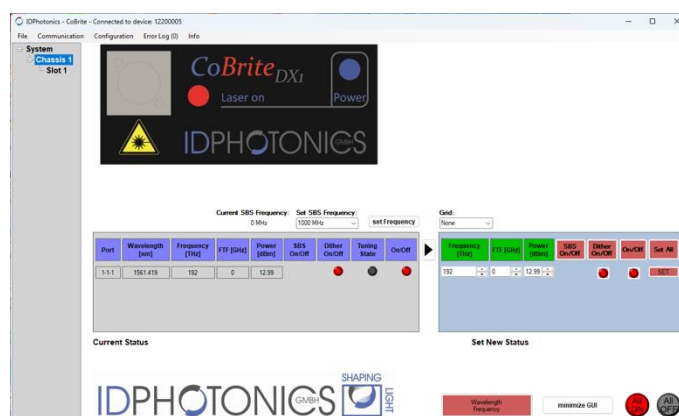 IDPhotonics - CoBrite - Connected to device: 12200005
File Communication Configuration Error Log (0) Info
System
Chassis 1
Slot 1
CoBrite DX1
Laser on Power
IDPHOTONICS GMBH
Current SBS Frequency: Set SBS Frequency: Grid:
0 MHz 1000 MHz set Frequency None
Port Wavelength [nm] Frequency [THz] FTF [GHz] Power [dBm] SBS On/Off Dither On/Off Tuning State On/Off Frequency [THz] FTF [GHz] Power [dBm] SBS On/Off Dither On/Off On/Off Set All
1-1-1 1561.419 192 0 12.99 192 0 12.99 SET
Current Status Set New Status
IDPHOTONICS GMBH SHAPING LIGHT
Wavelength Frequency minimize GUI All ON All OFF